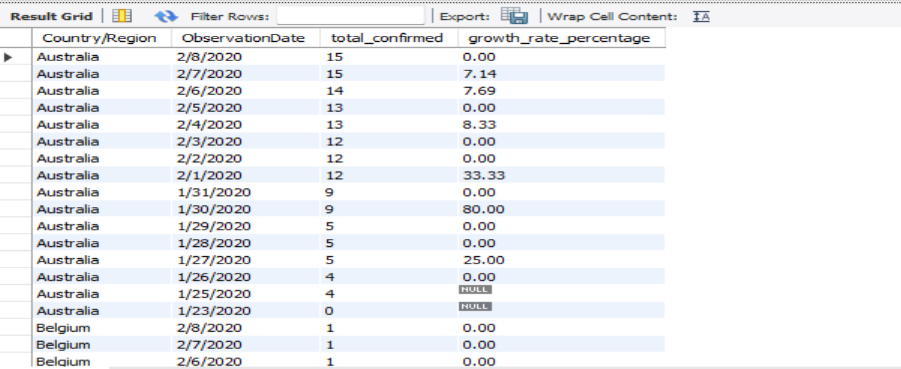 Result Grid Filter Rows: Export: Wrap Cell Content: IA
Country/Region ObservationDate total_confirmed growth_rate_percentage
Australia 2/8/2020 15 0.00
Australia 2/7/2020 15 7.14
Australia 2/6/2020 14 7.69
Australia 2/5/2020 13 0.00
Australia 2/4/2020 13 8.33
Australia 2/3/2020 12 0.00
Australia 2/2/2020 12 0.00
Australia 2/1/2020 12 33.33
Australia 1/31/2020 9 0.00
Australia 1/30/2020 9 80.00
Australia 1/29/2020 5 0.00
Australia 1/28/2020 5 0.00
Australia 1/27/2020 5 25.00
Australia 1/26/2020 4 0.00
Australia 1/25/2020 4 NULL
Australia 1/23/2020 0 NULL
Belgium 2/8/2020 1 0.00
Belgium 2/7/2020 1 0.00
Belgium 2/6/2020 1 0.00